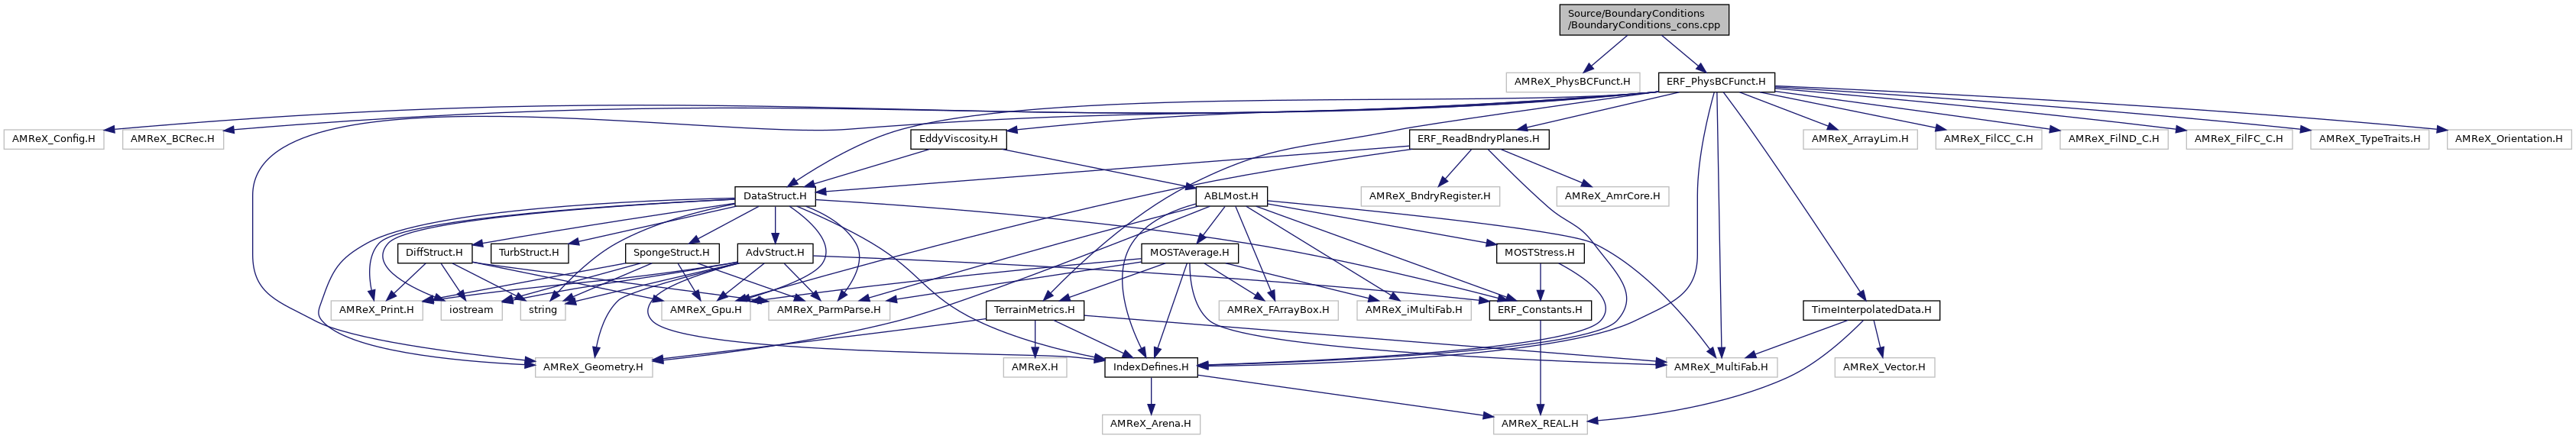 Source/BoundaryConditions
/BoundaryConditions_cons.cpp
AMReX_PhysBCFunct.H
ERF_PhysBCFunct.H
AMReX_Config.H
AMReX_BCRec.H
EddyViscosity.H
ERF_ReadBndryPlanes.H
AMReX_ArrayLim.H
AMReX_FilCC_C.H
AMReX_FilND_C.H
AMReX_FilFC_C.H
AMReX_TypeTraits.H
AMReX_Orientation.H
DataStruct.H
ABLMost.H
AMReX_BndryRegister.H
AMReX_AmrCore.H
DiffStruct.H
TurbStruct.H
SpongeStruct.H
AdvStruct.H
MOSTAverage.H
MOSTStress.H
AMReX_Print.H
iostream
string
AMReX_Gpu.H
AMReX_ParmParse.H
TerrainMetrics.H
AMReX_FArrayBox.H
AMReX_iMultiFab.H
ERF_Constants.H
TimeInterpolatedData.H
AMReX_Geometry.H
AMReX.H
IndexDefines.H
AMReX_MultiFab.H
AMReX_Vector.H
AMReX_Arena.H
AMReX_REAL.H